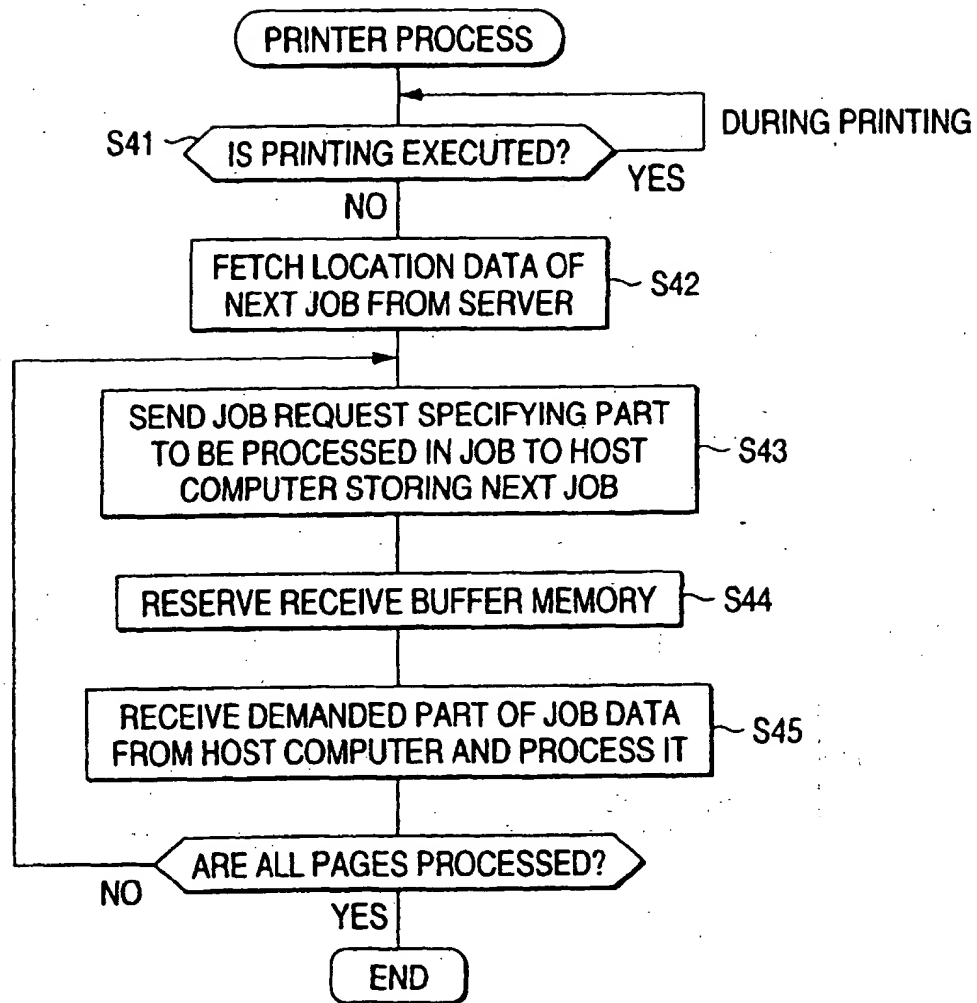 PRINTER PROCESS
DURING PRINTING
S41
IS PRINTING EXECUTED?
YES
NO
FETCH LOCATION DATA OF
NEXT JOB FROM SERVER
S42
SEND JOB REQUEST SPECIFYING PART
TO BE PROCESSED IN JOB TO HOST
COMPUTER STORING NEXT JOB
S43
RESERVE RECEIVE BUFFER MEMORY
S44
RECEIVE DEMANDED PART OF JOB DATA
FROM HOST COMPUTER AND PROCESS IT
S45
ARE ALL PAGES PROCESSED?
NO
YES
END